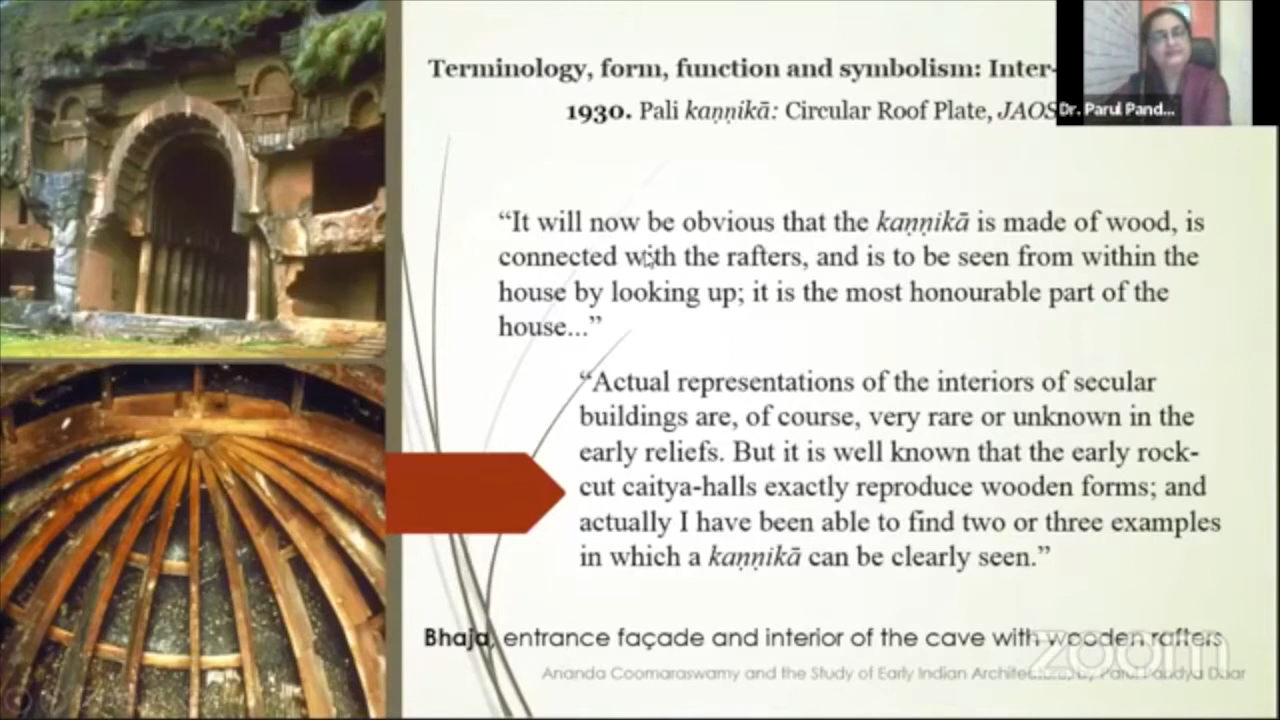 Terminology, form, function and symbolism: Inter-
1930. Pali kaṇṇikā: Circular Roof Plate, JAOS
Dr. Parul Pand...
“It will now be obvious that the kaṇṇikā is made of wood, is
connected with the rafters, and is to be seen from within the
house by looking up; it is the most honourable part of the
house...”
“Actual representations of the interiors of secular
buildings are, of course, very rare or unknown in the
early reliefs. But it is well known that the early rock-
cut caitya-halls exactly reproduce wooden forms; and
actually I have been able to find two or three examples
in which a kaṇṇikā can be clearly seen.”
Bhaja, entrance façade and interior of the cave with wooden rafters
zoom
Ananda Coomaraswamy and the Study of Early Indian Architecture, by Parul Pandya Dhar